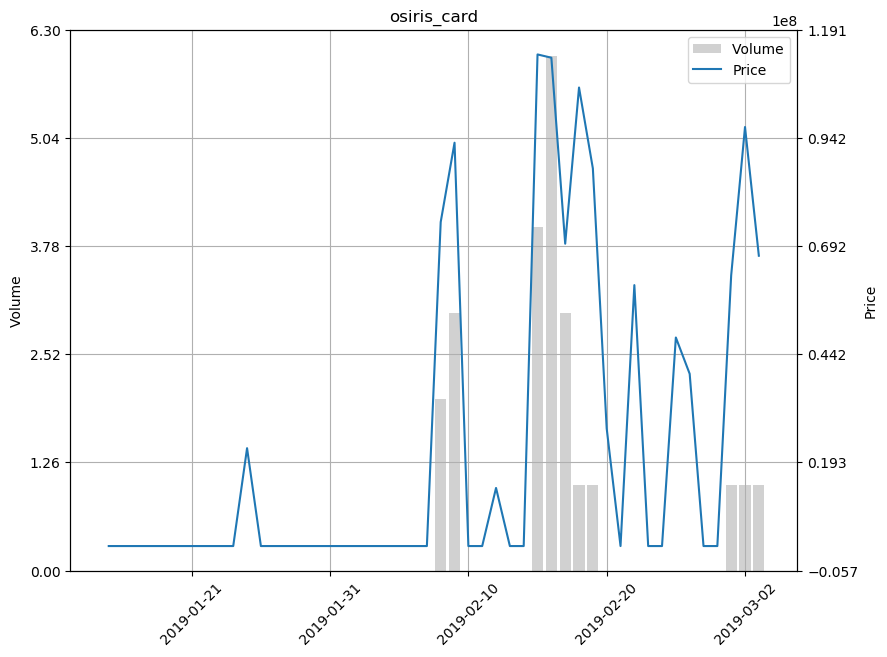 osiris_card
1e8
6.30
5.04
3.78
2.52
1.26
0.00
Volume
1.191
0.942
0.692
0.442
0.193
−0.057
Price
Volume
Price
2019-01-21
2019-01-31
2019-02-10
2019-02-20
2019-03-02